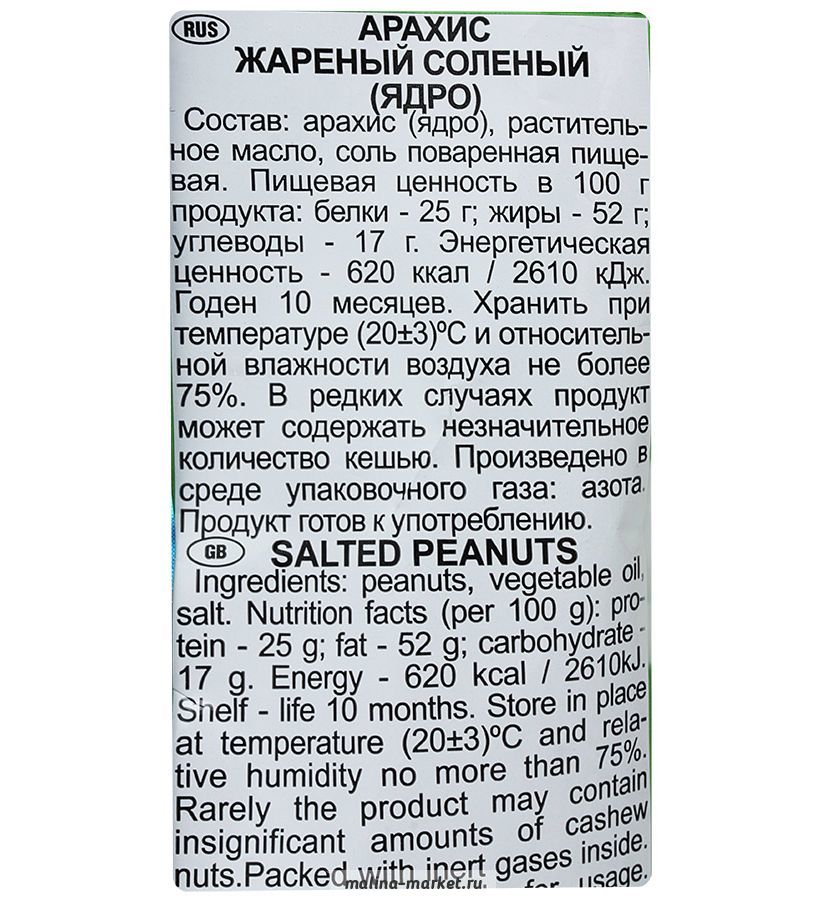 RUS
АРАХИС
ЖАРЕНЫЙ СОЛЕНЫЙ
(ЯДРО)
Состав: арахис (ядро), раститель-
ное масло, соль поваренная пище-
вая. Пищевая ценность в 100 г
продукта: белки - 25 г; жиры - 52 г;
углеводы - 17 г. Энергетическая
ценность - 620 ккал / 2610 кДж.
Годен 10 месяцев. Хранить при
температуре (20±3)ºС и относитель-
ной влажности воздуха не более
75%. В редких случаях продукт
может содержать незначительное
количество кешью. Произведено в
среде упаковочного газа: азота.
Продукт готов к употреблению.
GB SALTED PEANUTS
Ingredients: peanuts, vegetable oil,
salt. Nutrition facts (per 100 g): pro-
tein - 25 g; fat - 52 g; carbohydrate -
17 g. Energy - 620 kcal / 2610kJ.
Shelf - life 10 months. Store in place
at temperature (20±3)ºC and rela-
tive humidity no more than 75%.
Rarely the product may contain
insignificant amounts of cashew
nuts.Packed with inert gases inside.
for usage.
malina-market.ru